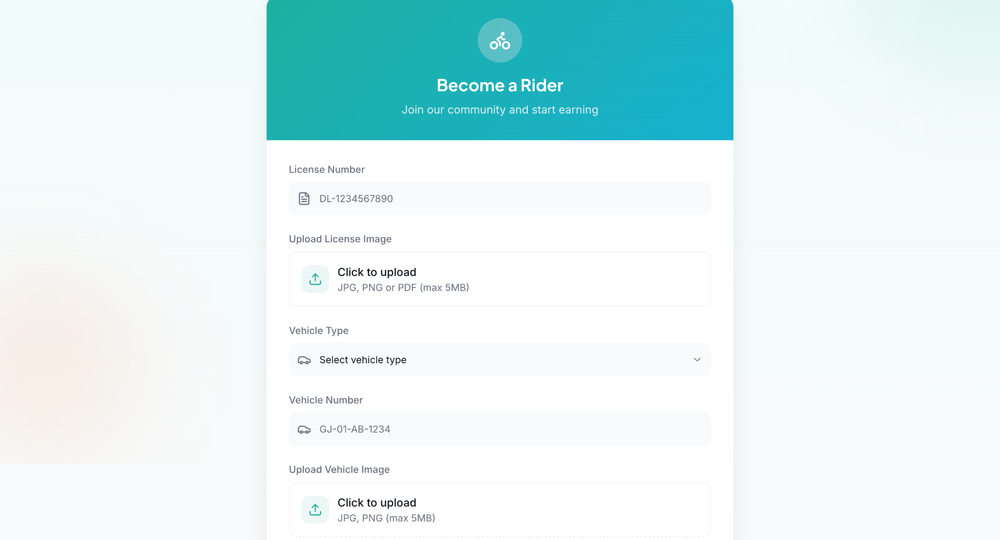 Become a Rider
Join our community and start earning
License Number
DL-1234567890
Upload License Image
Click to upload
JPG, PNG or PDF (max 5MB)
Vehicle Type
Select vehicle type
Vehicle Number
GJ-01-AB-1234
Upload Vehicle Image
Click to upload
JPG, PNG (max 5MB)